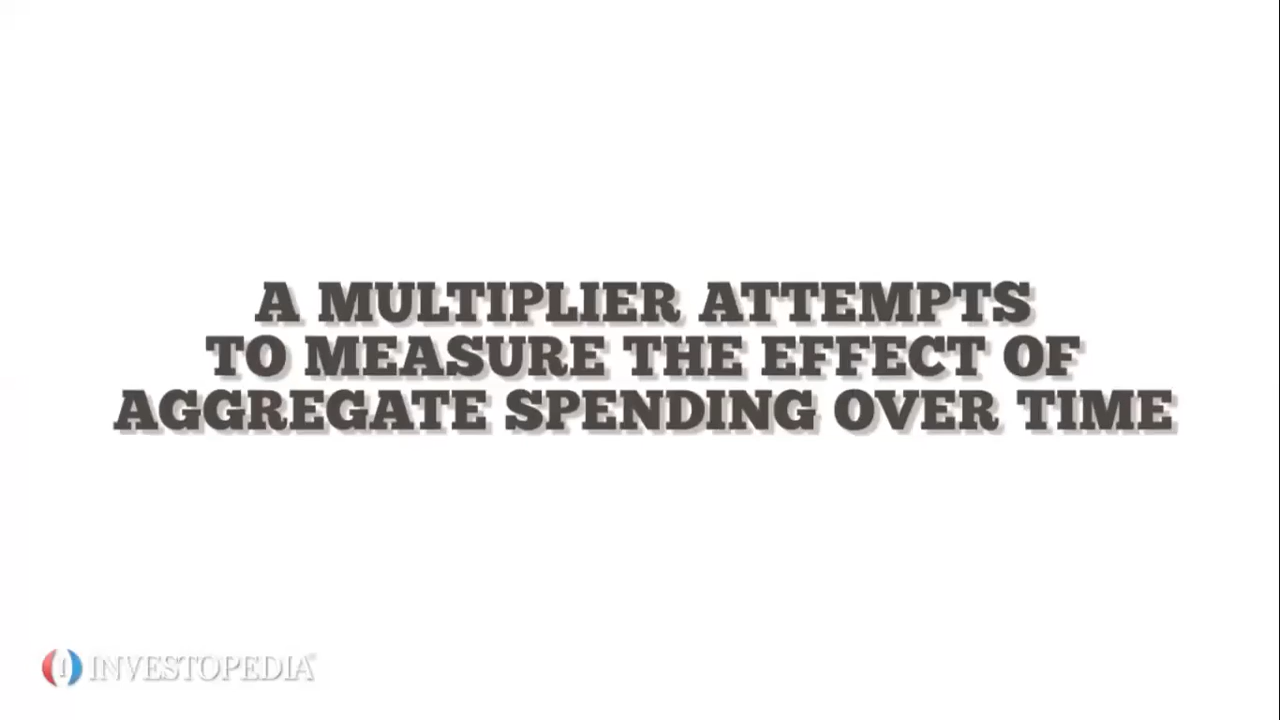 A MULTIPLIER ATTEMPTS
TO MEASURE THE EFFECT OF
AGGREGATE SPENDING OVER TIME
INVESTOPEDIA®